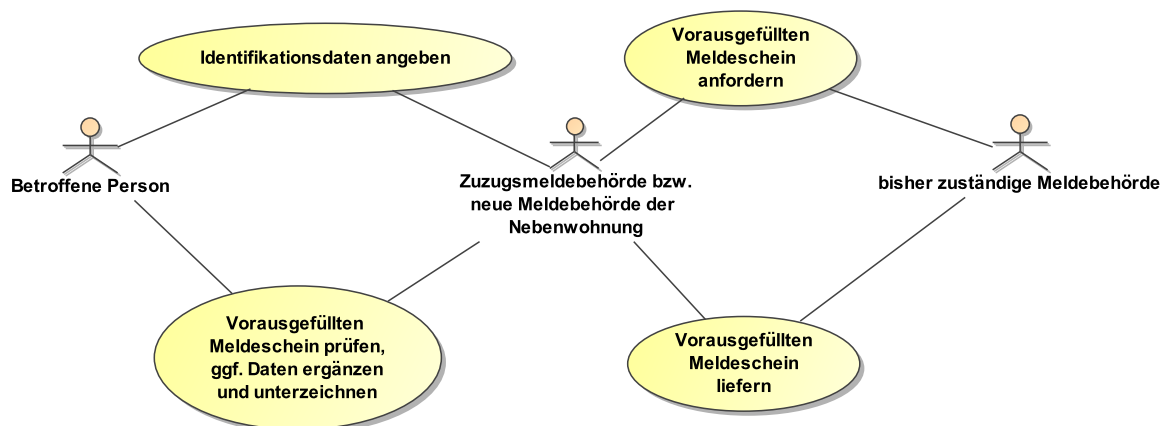 Identifikationsdaten angeben
Vorausgefüllten
Meldeschein
anfordern
Betroffene Person
Zuzugsmeldebehörde bzw.
neue Meldebehörde der
Nebenwohnung
bisher zuständige Meldebehörde
Vorausgefüllten
Meldeschein prüfen,
ggf. Daten ergänzen
und unterzeichnen
Vorausgefüllten
Meldeschein
liefern